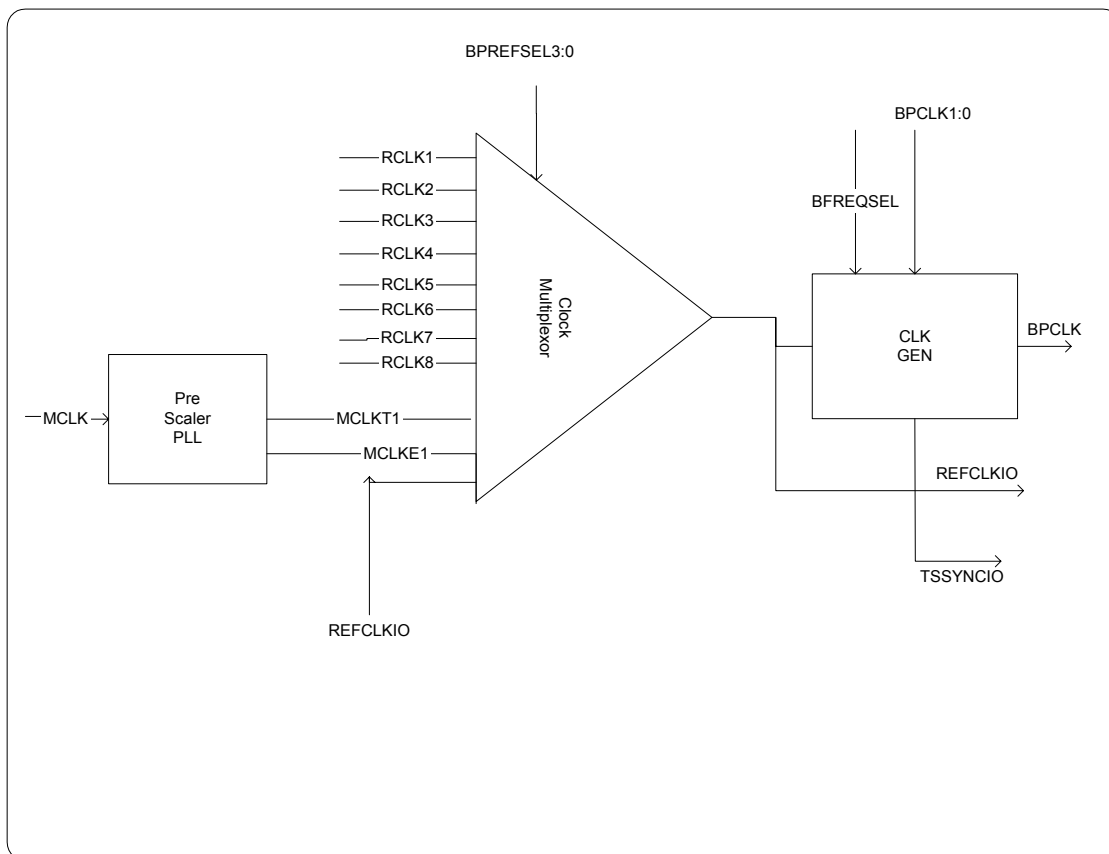 BPREFSEL3:0
BPCLK1:0
RCLK1
RCLK2
BFREQSEL
RCLK3
RCLK4
RCLK5
RCLK6
RCLK7
RCLK8
Clock
Multiplexor
CLK
GEN
BPCLK
Pre
Scaler
PLL
MCLK
MCLKT1
MCLKE1
REFCLKIO
TSSYNCIO
REFCLKIO